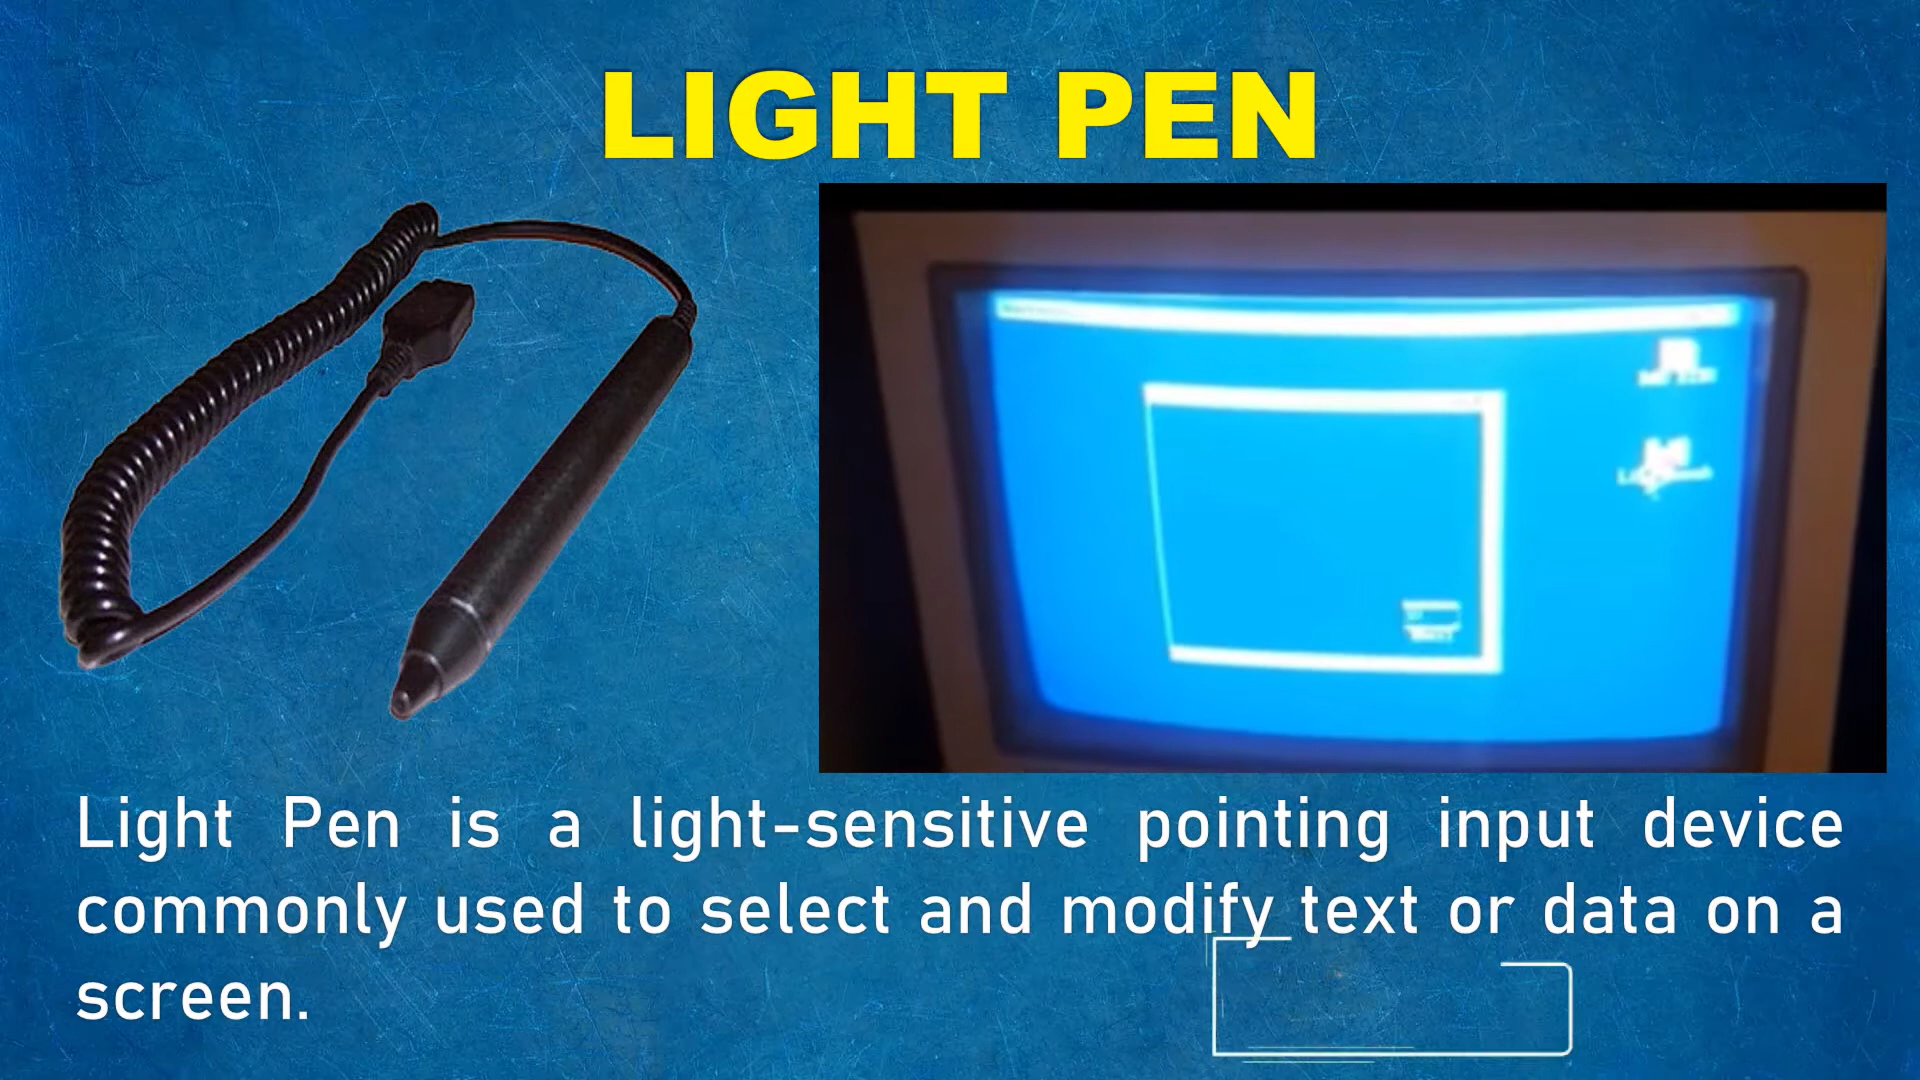 LIGHT PEN
Light Pen is a light-sensitive pointing input device
commonly used to select and modify text or data on a
screen.